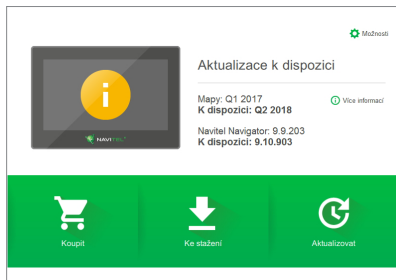 Možnosti
Aktualizace k dispozici
Mapy: Q1 2017
K dispozici: Q2 2018
Více informací
Navitel Navigator: 9.9.203
K dispozici: 9.10.903
NAVITEL
Koupit
Ke stažení
Aktualizovat